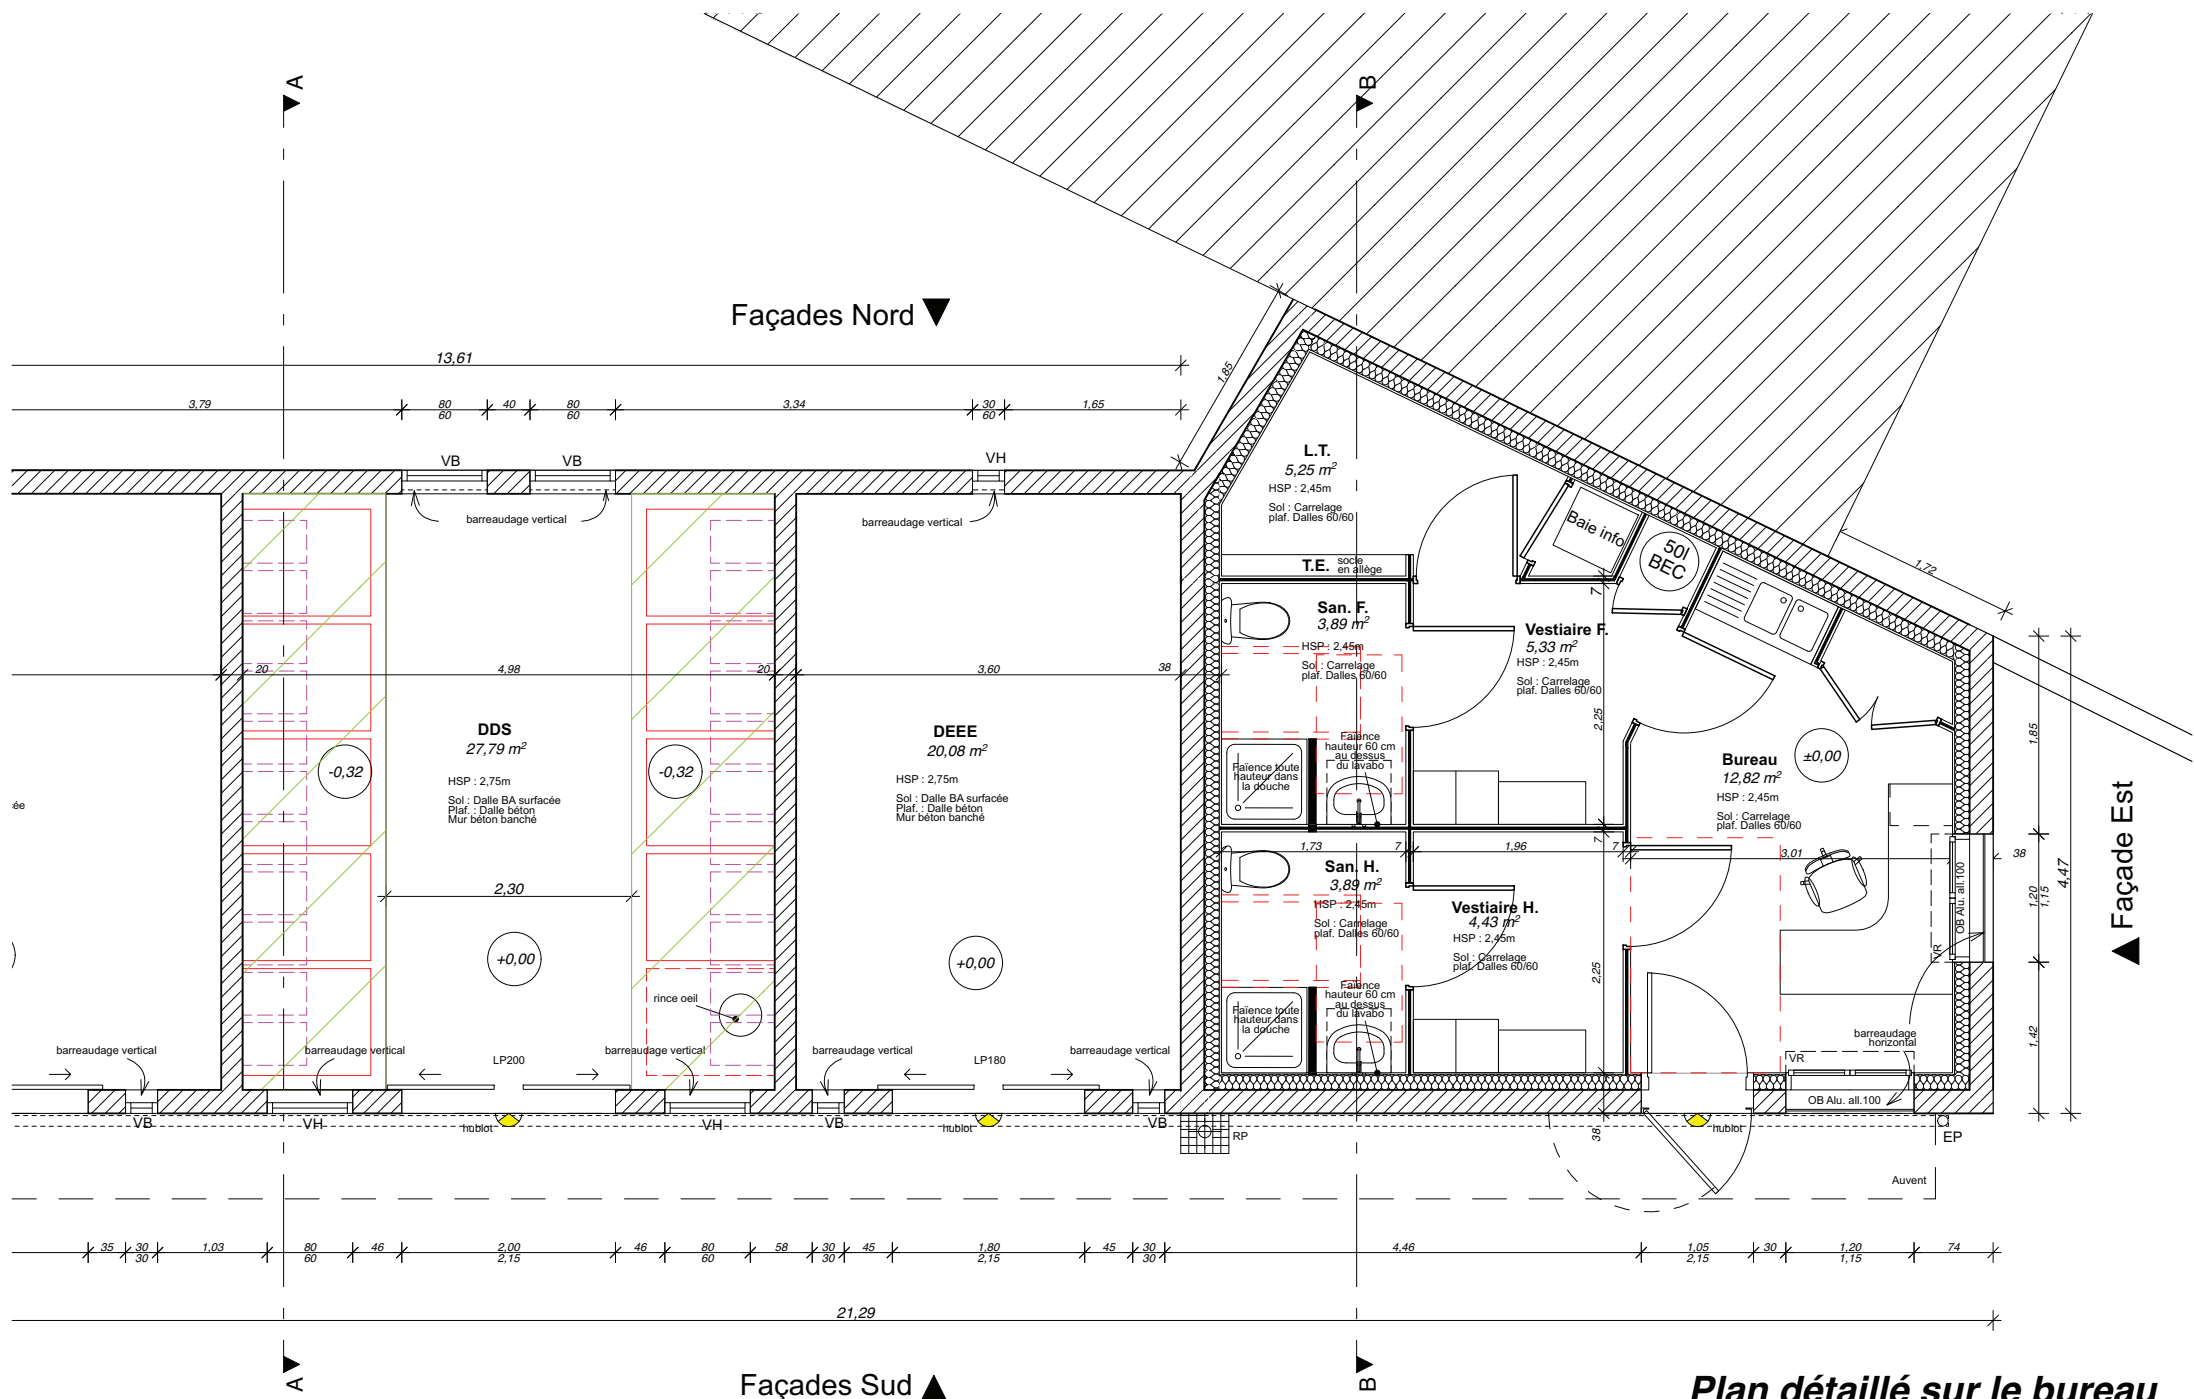 A
B
Façades Nord
13,61
3,79
80
60
40
80
60
3,34
30
60
1,65
1,85
VB
VB
VH
barreaudage vertical
barreaudage vertical
L.T.
5,25 m²
HSP : 2,45m
Sol : Carrelage
plaf. Dalles 60/60
T.E.
socle
en allège
Baie info
50l
BEC
1,72
7
San. F.
3,89 m²
HSP : 2,45m
Sol : Carrelage
plaf. Dalles 60/60
Vestiaire F.
5,33 m²
HSP : 2,45m
Sol : Carrelage
plaf. Dalles 60/60
20
4,98
20
3,60
38
2,25
1,85
DDS
27,79 m²
HSP : 2,75m
Sol : Dalle BA surfacée
Plaf. : Dalle béton
Mur béton banché
-0,32
-0,32
DEEE
20,08 m²
HSP : 2,75m
Sol : Dalle BA surfacée
Plaf. : Dalle béton
Mur béton banché
Faïence toute
hauteur dans
la douche
Faïence
hauteur 60 cm
au dessus
du lavabo
Bureau
12,82 m²
HSP : 2,45m
Sol : Carrelage
plaf. Dalles 60/60
±0,00
ée
1,73
7
1,96
7
7
3,01
38
2,30
San. H.
3,89 m²
HSP : 2,45m
Sol : Carrelage
plaf. Dalles 60/60
Vestiaire H.
4,43 m²
HSP : 2,45m
Sol : Carrelage
plaf. Dalles 60/60
OB Alu. all.100
VR
1,20
1,15
4,47
Façade Est
+0,00
+0,00
rince oeil
Faïence toute
hauteur dans
la douche
Faïence
hauteur 60 cm
au dessus
du lavabo
2,25
1,42
barreaudage
horizontal
VR
OB Alu. all.100
barreaudage vertical
barreaudage vertical
LP200
barreaudage vertical
barreaudage vertical
LP180
barreaudage vertical
VB
VH
hublot
VH
VB
hublot
VB
RP
38
hublot
EP
Auvent
35
30
30
1,03
80
60
46
2,00
2,15
46
80
60
58
30
30
45
1,80
2,15
45
30
30
4,46
1,05
2,15
30
1,20
1,15
74
21,29
A
B
Façades Sud
Plan détaillé sur le bureau